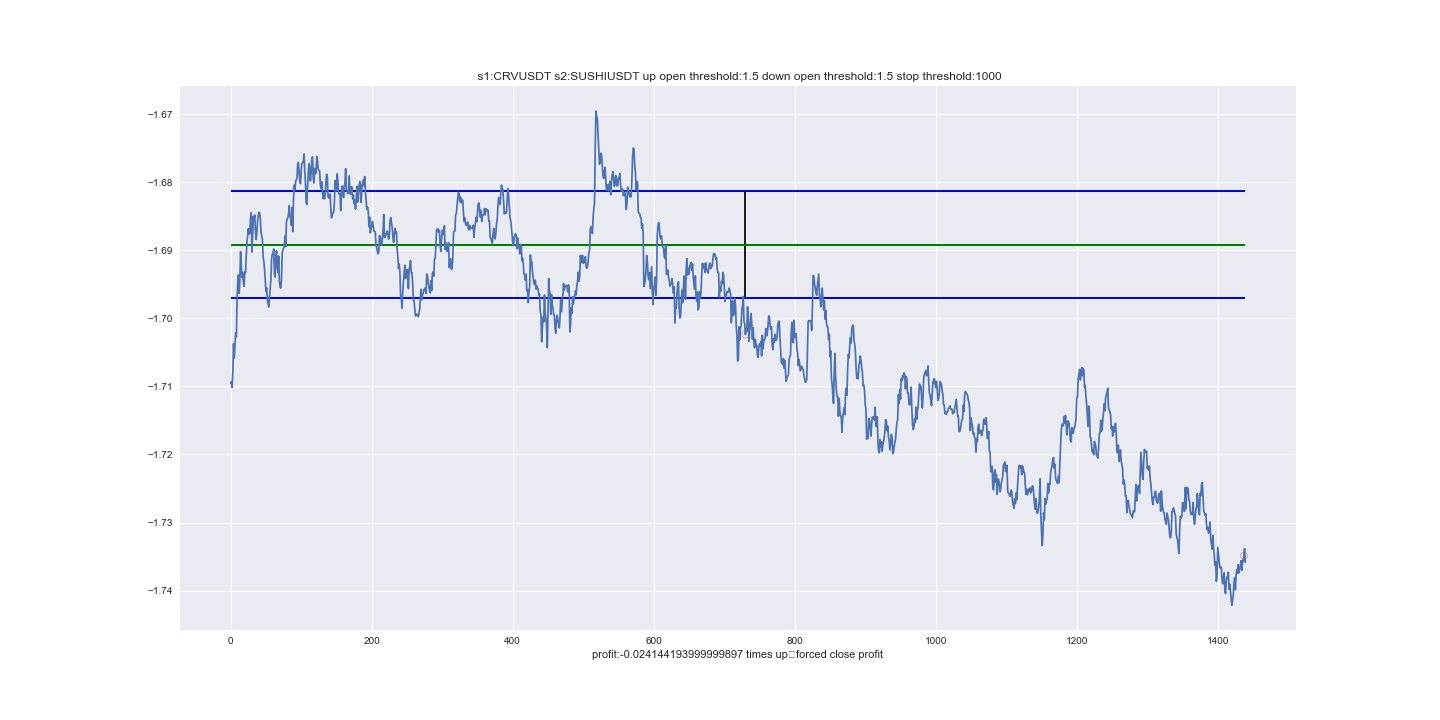 s1:CRVUSDT s2:SUSHIUSDT up open threshold:1.5 down open threshold:1.5 stop threshold:1000
−1.67
−1.68
−1.69
−1.70
−1.71
−1.72
−1.73
−1.74
0 200 400 600 800 1000 1200 1400
profit:-0.024144193999999897 times up□forced close profit